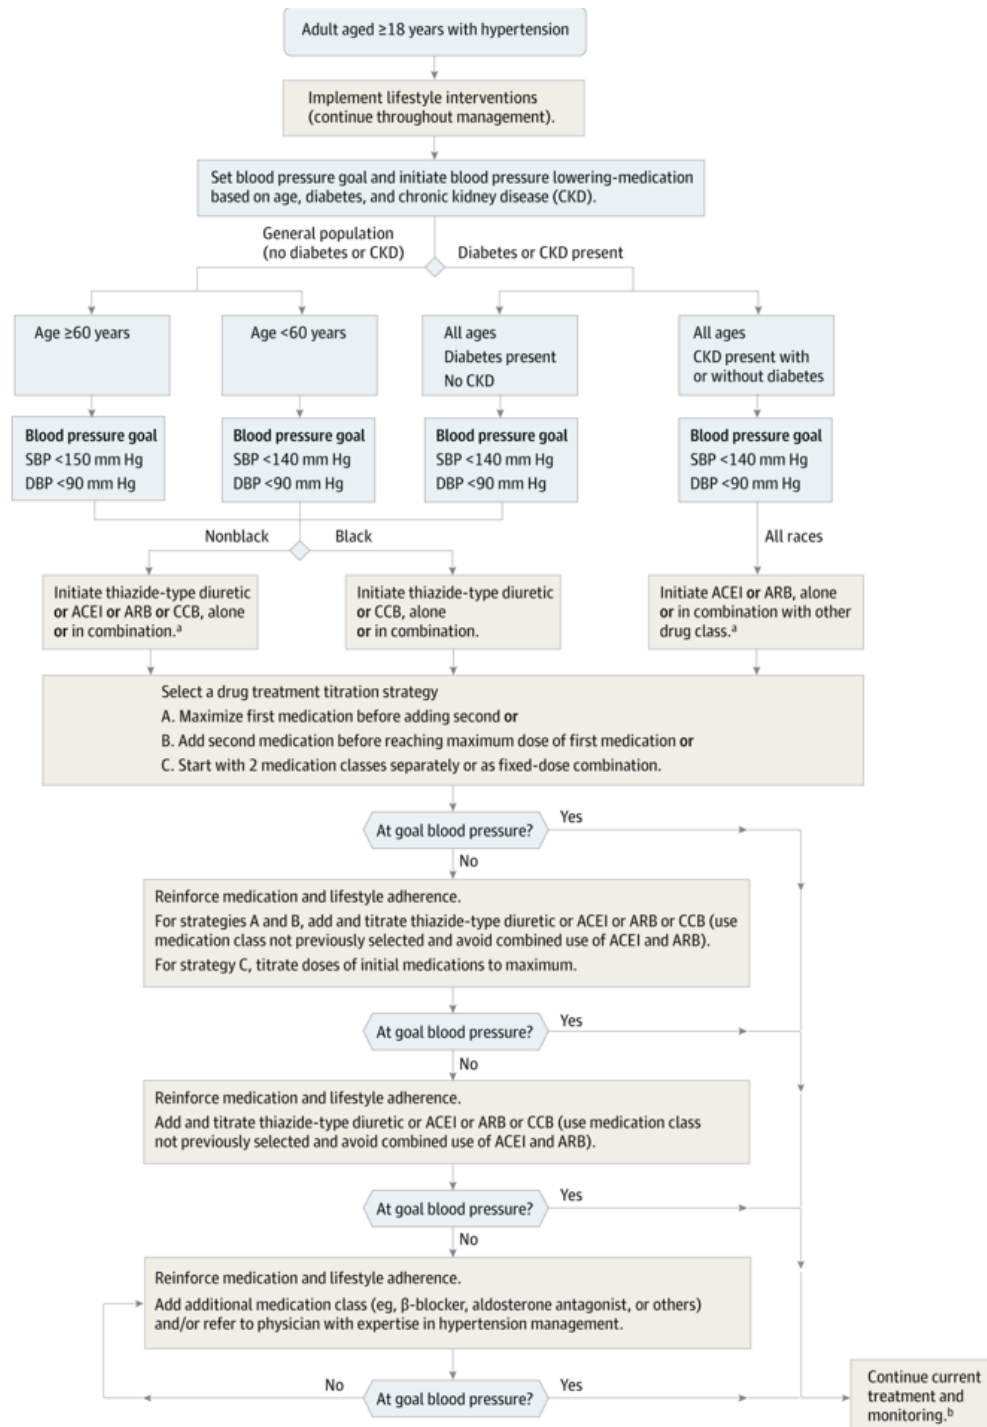 Adult aged ≥18 years with hypertension
Implement lifestyle interventions
(continue throughout management).
Set blood pressure goal and initiate blood pressure lowering-medication
based on age, diabetes, and chronic kidney disease (CKD).
General population
(no diabetes or CKD)
Diabetes or CKD present
Age ≥60 years
Age <60 years
All ages
Diabetes present
No CKD
All ages
CKD present with
or without diabetes
Blood pressure goal
SBP <150 mm Hg
DBP <90 mm Hg
Blood pressure goal
SBP <140 mm Hg
DBP <90 mm Hg
Blood pressure goal
SBP <140 mm Hg
DBP <90 mm Hg
Blood pressure goal
SBP <140 mm Hg
DBP <90 mm Hg
Nonblack
Black
All races
Initiate thiazide-type diuretic
or ACEI or ARB or CCB, alone
or in combination.ª
Initiate thiazide-type diuretic
or CCB, alone
or in combination.
Initiate ACEI or ARB, alone
or in combination with other
drug class.ª
Select a drug treatment titration strategy
A. Maximize first medication before adding second or
B. Add second medication before reaching maximum dose of first medication or
C. Start with 2 medication classes separately or as fixed-dose combination.
At goal blood pressure?
Yes
No
Reinforce medication and lifestyle adherence.
For strategies A and B, add and titrate thiazide-type diuretic or ACEI or ARB or CCB (use
medication class not previously selected and avoid combined use of ACEI and ARB).
For strategy C, titrate doses of initial medications to maximum.
At goal blood pressure?
Yes
No
Reinforce medication and lifestyle adherence.
Add and titrate thiazide-type diuretic or ACEI or ARB or CCB (use medication class
not previously selected and avoid combined use of ACEI and ARB).
At goal blood pressure?
Yes
No
Reinforce medication and lifestyle adherence.
Add additional medication class (eg, β-blocker, aldosterone antagonist, or others)
and/or refer to physician with expertise in hypertension management.
No
At goal blood pressure?
Yes
Continue current
treatment and
monitoring.ᵇ